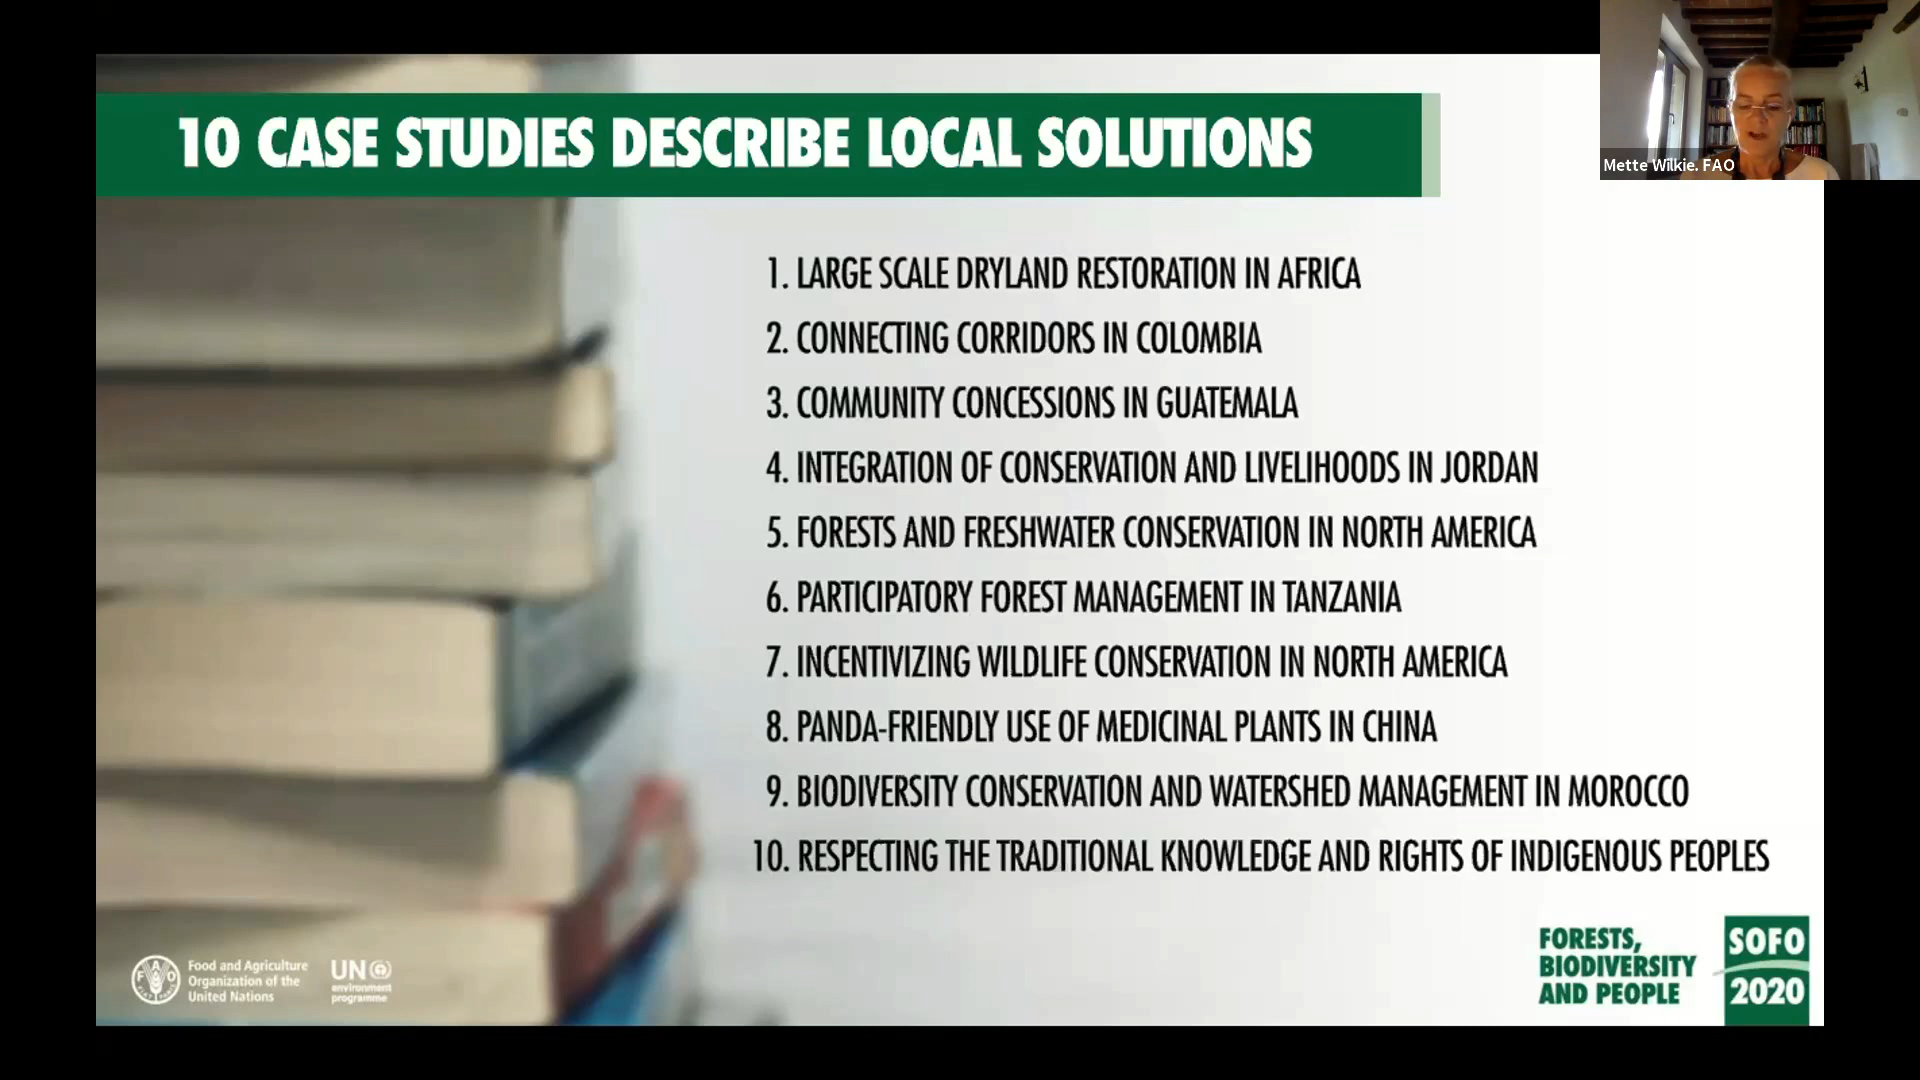 10 CASE STUDIES DESCRIBE LOCAL SOLUTIONS
Mette Wilkie. FAO
1. LARGE SCALE DRYLAND RESTORATION IN AFRICA
2. CONNECTING CORRIDORS IN COLOMBIA
3. COMMUNITY CONCESSIONS IN GUATEMALA
4. INTEGRATION OF CONSERVATION AND LIVELIHOODS IN JORDAN
5. FORESTS AND FRESHWATER CONSERVATION IN NORTH AMERICA
6. PARTICIPATORY FOREST MANAGEMENT IN TANZANIA
7. INCENTIVIZING WILDLIFE CONSERVATION IN NORTH AMERICA
8. PANDA-FRIENDLY USE OF MEDICINAL PLANTS IN CHINA
9. BIODIVERSITY CONSERVATION AND WATERSHED MANAGEMENT IN MOROCCO
10. RESPECTING THE TRADITIONAL KNOWLEDGE AND RIGHTS OF INDIGENOUS PEOPLES
FAO
Food and Agriculture
Organization of the
United Nations
UN
environment
programme
FORESTS,
BIODIVERSITY
AND PEOPLE
SOFO
2020